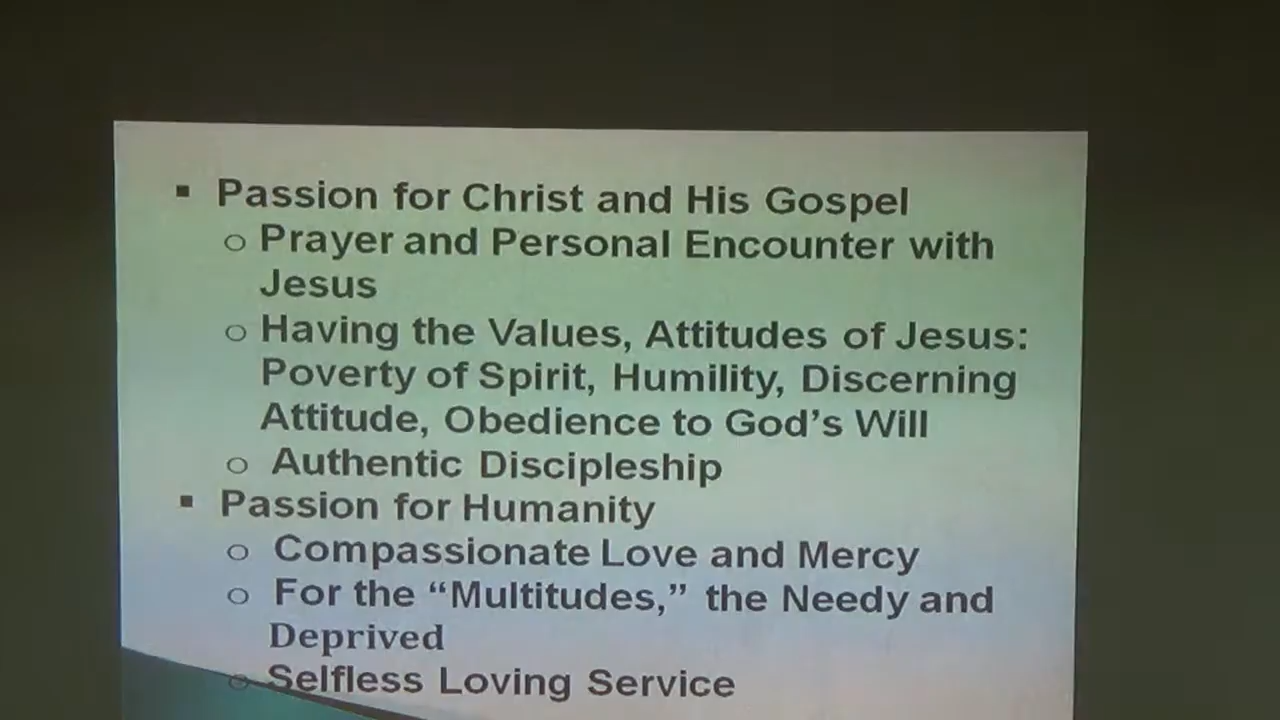 ▪ Passion for Christ and His Gospel
o Prayer and Personal Encounter with
Jesus
o Having the Values, Attitudes of Jesus:
Poverty of Spirit, Humility, Discerning
Attitude, Obedience to God’s Will
o Authentic Discipleship
▪ Passion for Humanity
o Compassionate Love and Mercy
o For the “Multitudes,” the Needy and
Deprived
o Selfless Loving Service